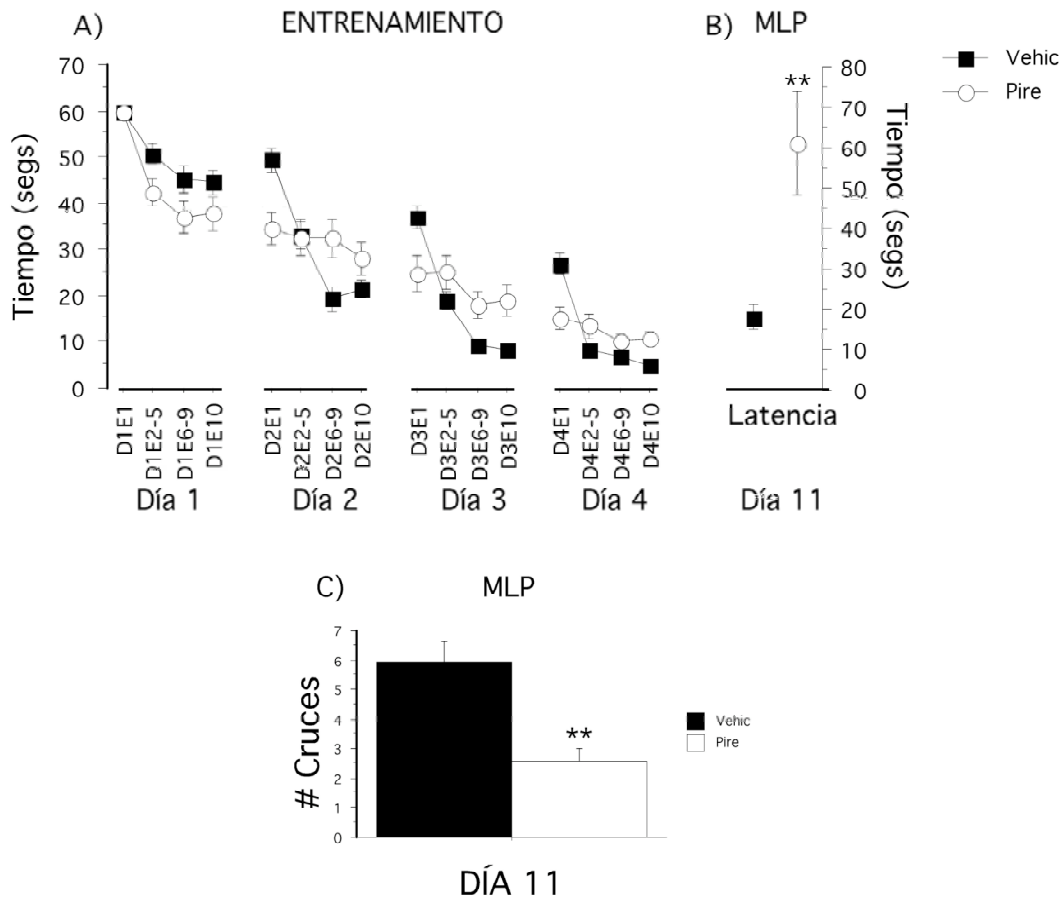 A) ENTRENAMIENTO
B) MLP
Vehic
Pire
Tiempo (segs)
70
60
50
40
30
20
10
0
Tiempo (segs)
80
70
60
50
40
30
20
10
0
**
D1E1
D1E2-5
D1E6-9
D1E10
D2E1
D2E2-5
D2E6-9
D2E10
D3E1
D3E2-5
D3E6-9
D3E10
D4E1
D4E2-5
D4E6-9
D4E10
Latencia
Día 1
Día 2
Día 3
Día 4
Día 11
C) MLP
# Cruces
7
6
5
4
3
2
1
0
**
Vehic
Pire
DÍA 11